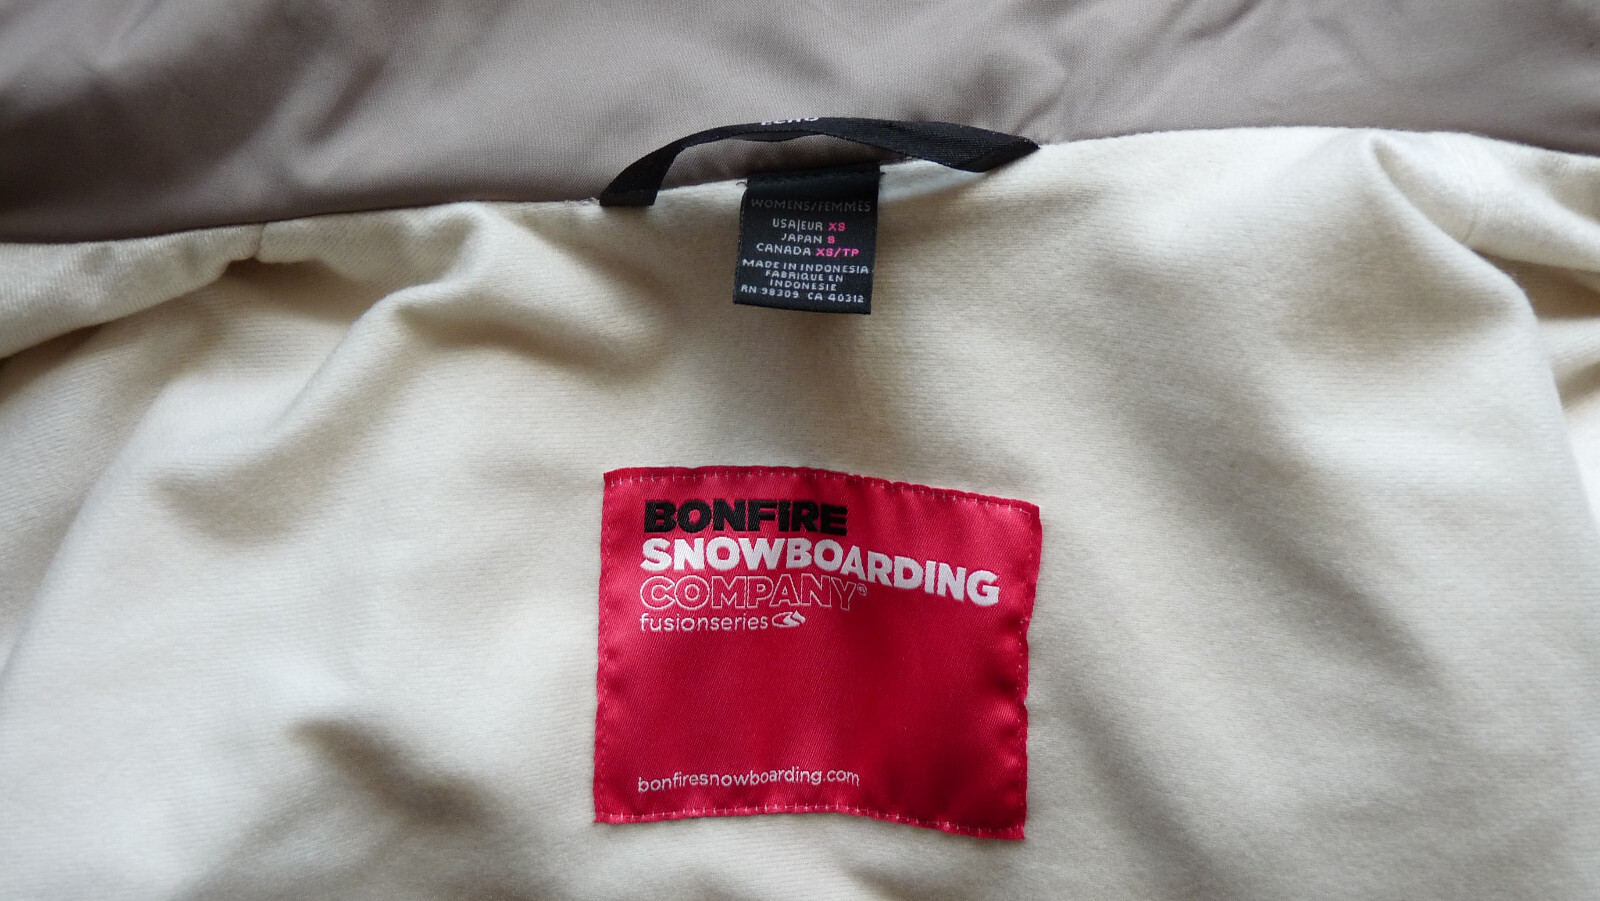 WOMENS/FEMMES
USA|EUR XS
JAPAN S
CANADA XS/TP
MADE IN INDONESIA
FABRIQUE EN
INDONESIE
RN 98309 CA 40312
BONFIRE
SNOWBOARDING
COMPANY®
fusionseries
bonfiresnowboarding.com